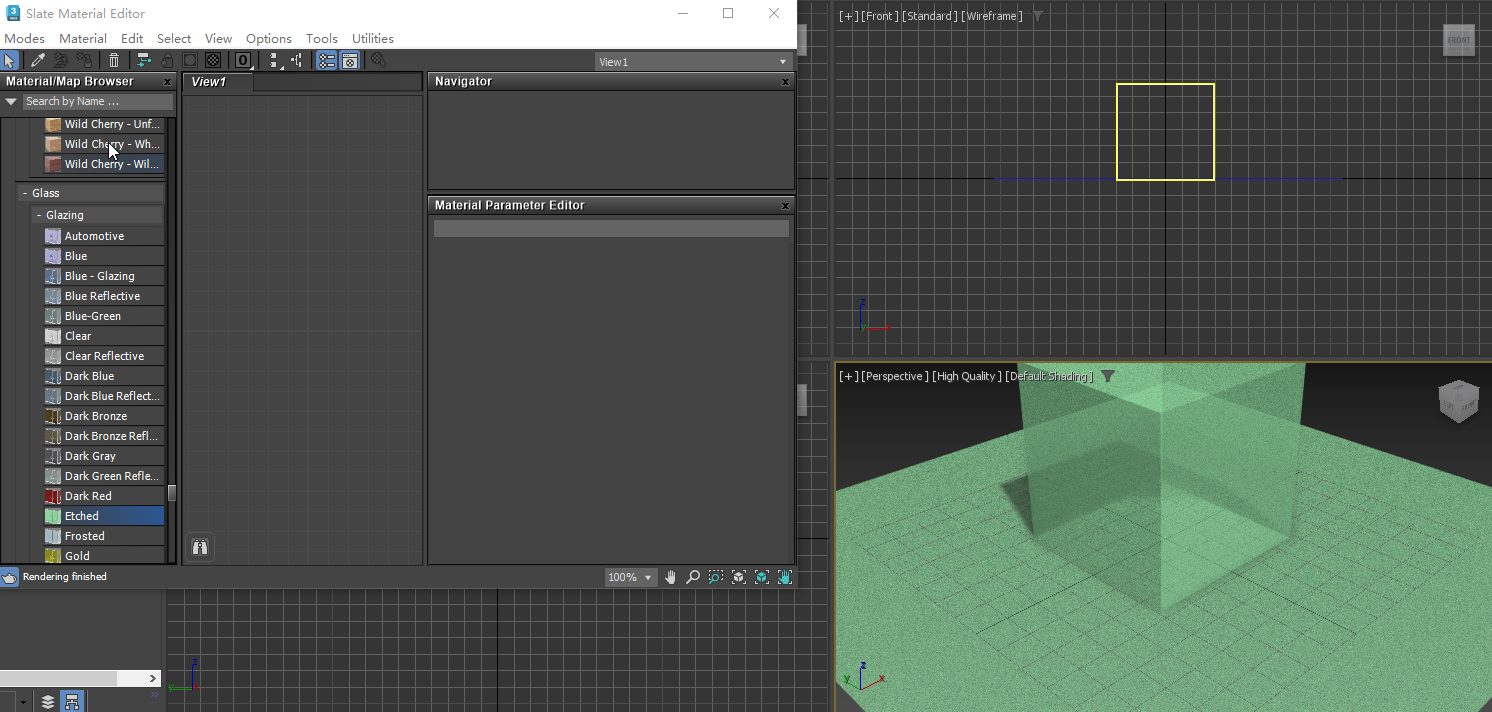 Slate Material Editor
Modes Material Edit Select View Options Tools Utilities
View1
Material/Map Browser
Search by Name ...
Wild Cherry - Unf...
Wild Cherry - Wh...
Wild Cherry - Wil...
- Glass
- Glazing
Automotive
Blue
Blue - Glazing
Blue Reflective
Blue-Green
Clear
Clear Reflective
Dark Blue
Dark Blue Reflect...
Dark Bronze
Dark Bronze Refl...
Dark Gray
Dark Green Refle...
Dark Red
Etched
Frosted
Gold
Rendering finished
View1
Navigator
Material Parameter Editor
100%
[+] [Front] [Standard] [Wireframe]
FRONT
z
x
y
[+] [Perspective] [High Quality] [Default Shading]
z
y
x
z
y